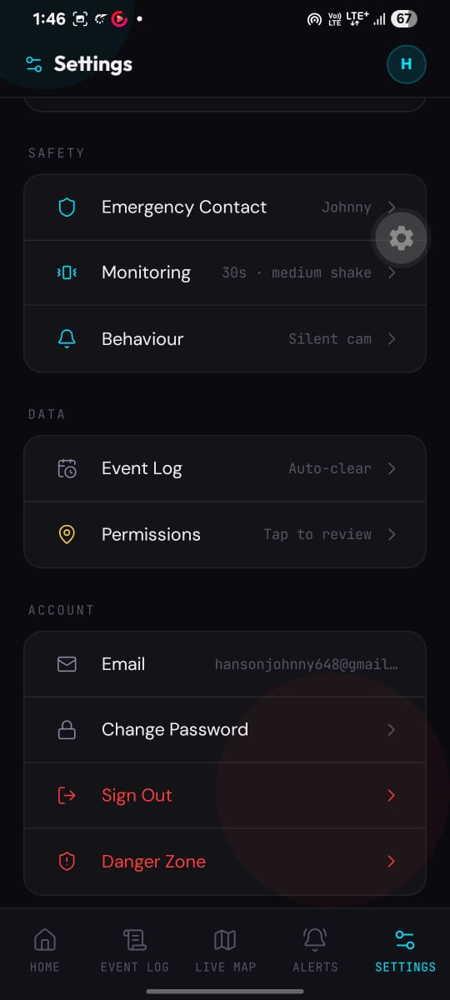 1:46
Vo))
LTE
LTE+
67
Settings
H
SAFETY
Emergency Contact Johnny
Monitoring 30s · medium shake
Behaviour Silent cam
DATA
Event Log Auto-clear
Permissions Tap to review
ACCOUNT
Email hansonjohnny648@gmail…
Change Password
Sign Out
Danger Zone
HOME EVENT LOG LIVE MAP ALERTS SETTINGS